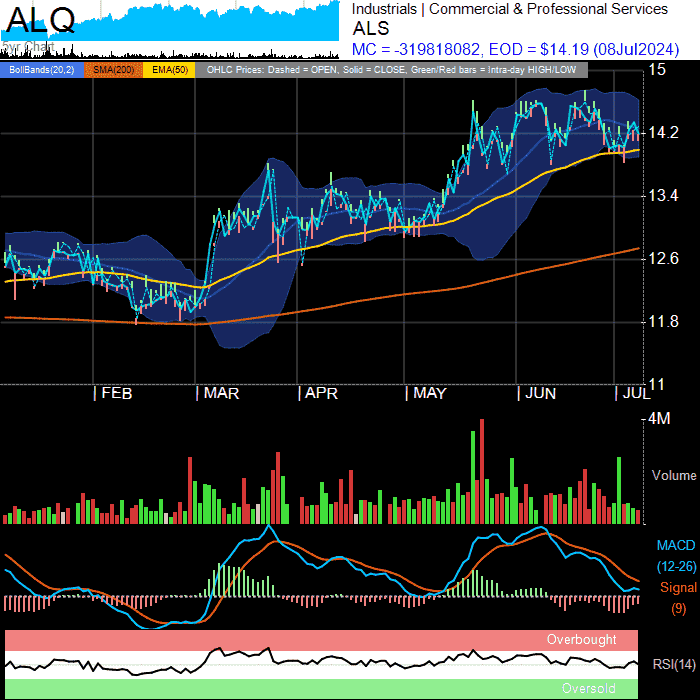 ALQ
5yr Chart
Industrials | Commercial & Professional Services
ALS
MC = -319818082, EOD = $14.19 (08Jul2024)
BollBands(20,2) SMA(200) EMA(50) OHLC Prices: Dashed = OPEN, Solid = CLOSE, Green/Red bars = Intra-day HIGH/LOW
15
14.2
13.4
12.6
11.8
11
| FEB | MAR | APR | MAY | JUN | JUL
4M
Volume
MACD
(12-26)
Signal
(9)
Overbought
RSI(14)
Oversold